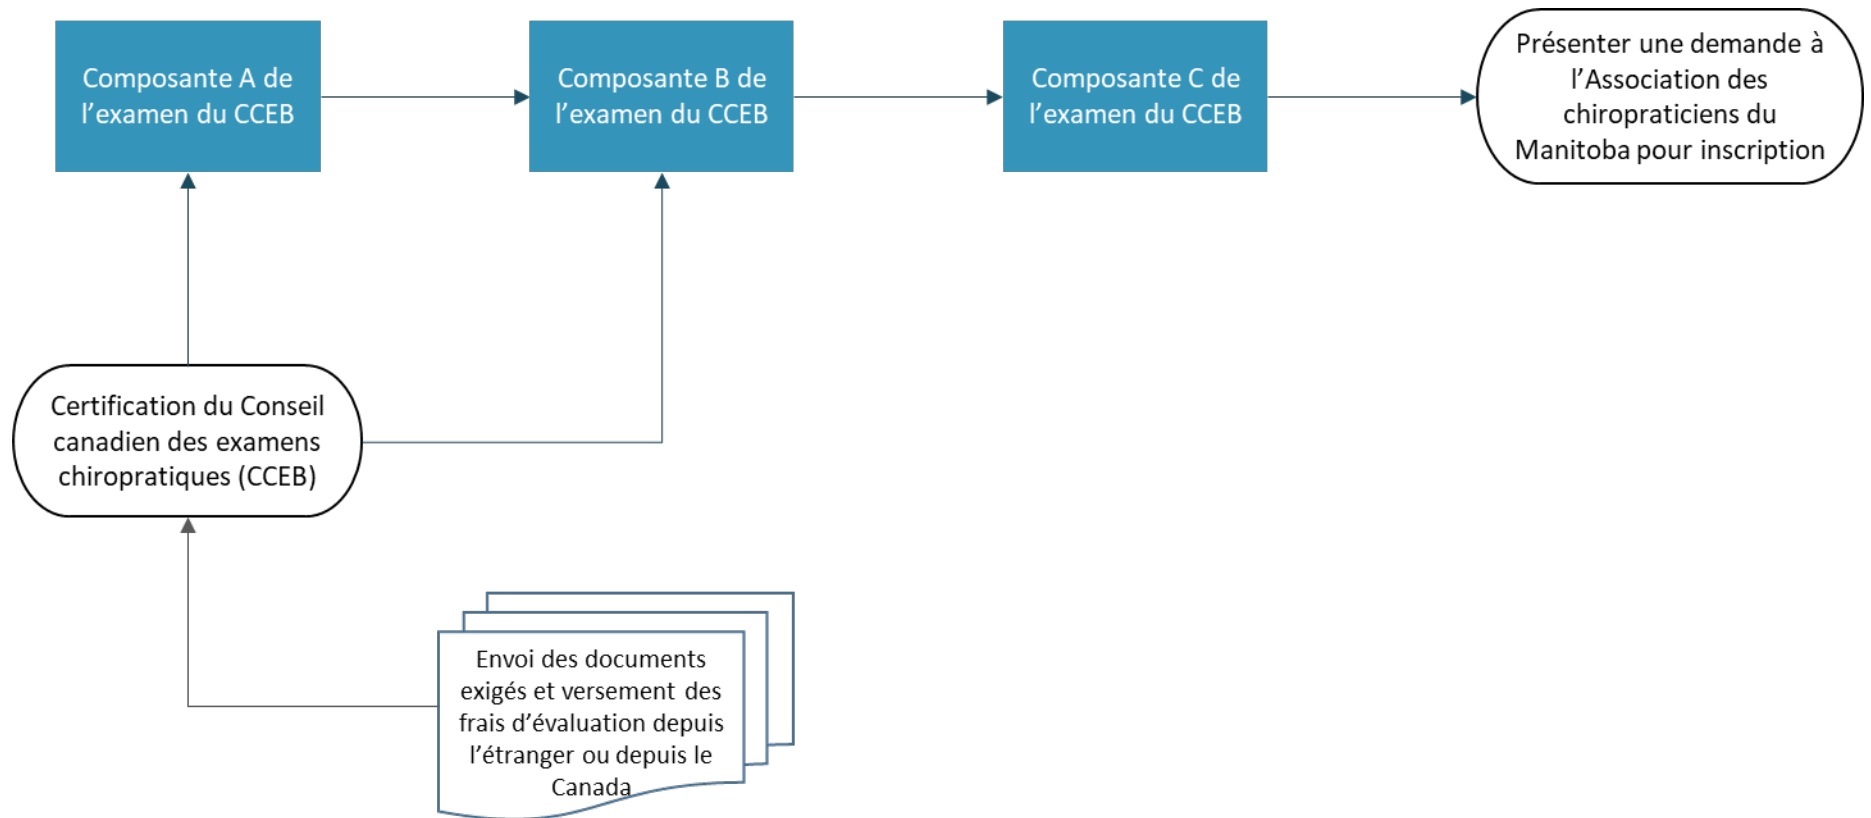 Composante A de
l'examen du CCEB
Composante B de
l'examen du CCEB
Composante C de
l'examen du CCEB
Présenter une demande à
l'Association des
chiropraticiens du
Manitoba pour inscription
Certification du Conseil
canadien des examens
chiropratiques (CCEB)
Envoi des documents
exigés et versement des
frais d'évaluation depuis
l'étranger ou depuis le
Canada